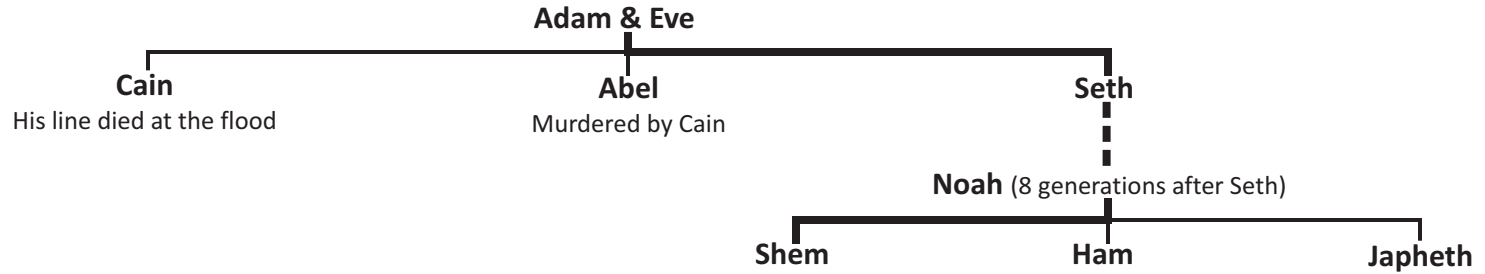 Adam & Eve
Cain
Abel
Seth
His line died at the flood
Murdered by Cain
Noah (8 generations after Seth)
Shem
Ham
Japheth